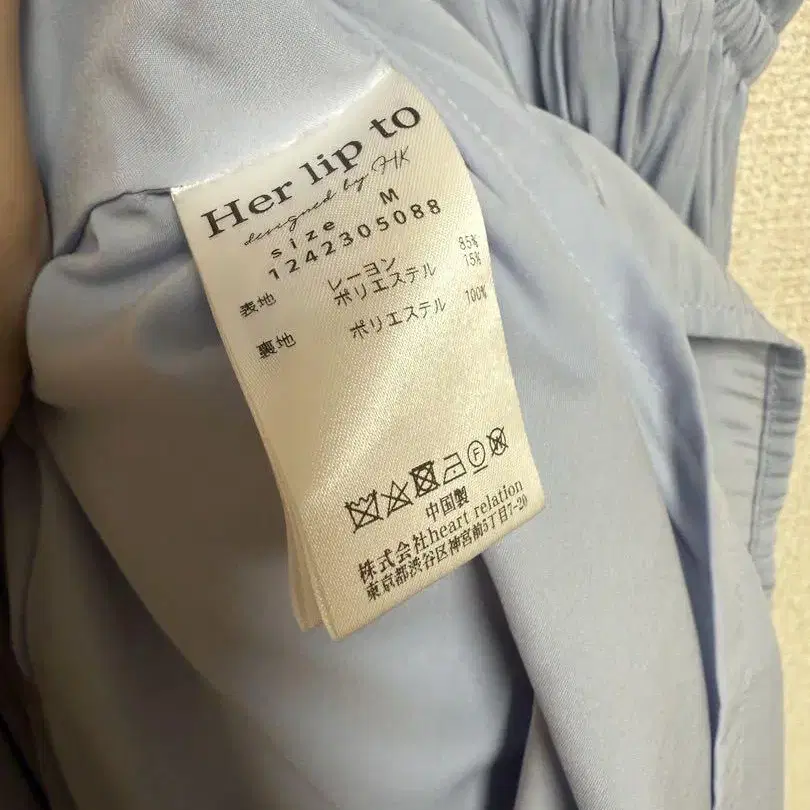 Her lip to
designed by HK
size M
1242305088
表地 レーヨン 85%
ポリエステル 15%
裏地 ポリエステル 100%
F
中国製
株式会社heart relation
東京都渋谷区神宮前5丁目7-20